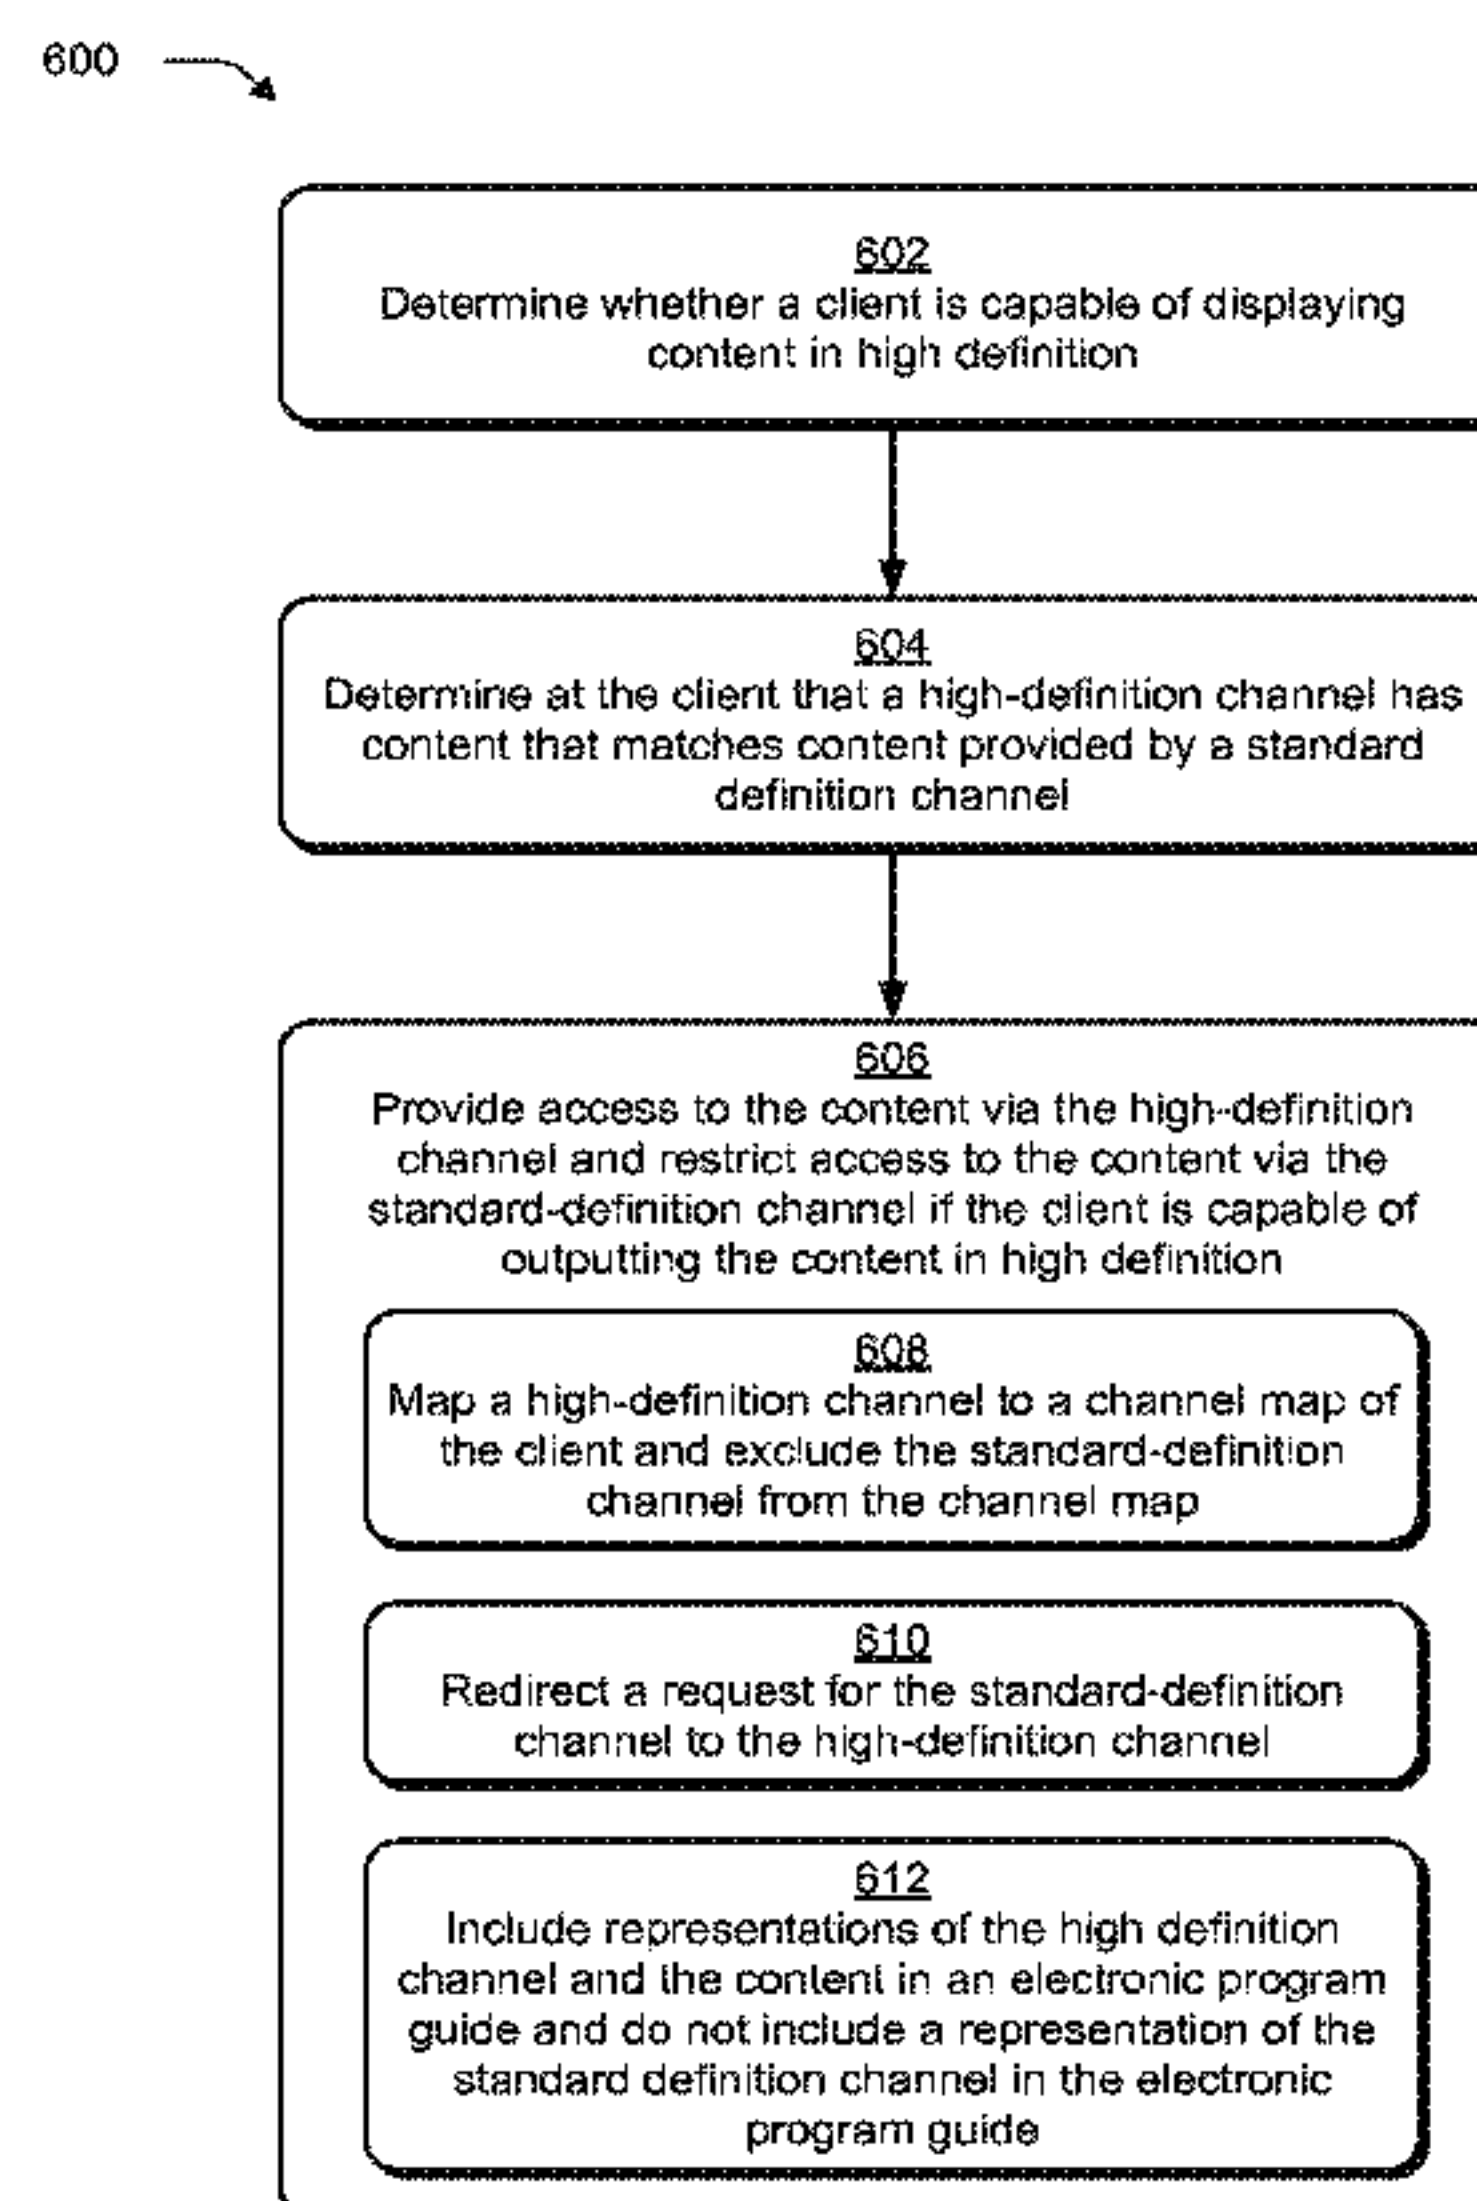 600
602
Determine whether a client is capable of displaying
content in high definition
604
Determine at the client that a high-definition channel has
content that matches content provided by a standard
definition channel
606
Provide access to the content via the high-definition
channel and restrict access to the content via the
standard-definition channel if the client is capable of
outputting the content in high definition
608
Map a high-definition channel to a channel map of
the client and exclude the standard-definition
channel from the channel map
610
Redirect a request for the standard-definition
channel to the high-definition channel
612
Include representations of the high definition
channel and the content in an electronic program
guide and do not include a representation of the
standard definition channel in the electronic
program guide